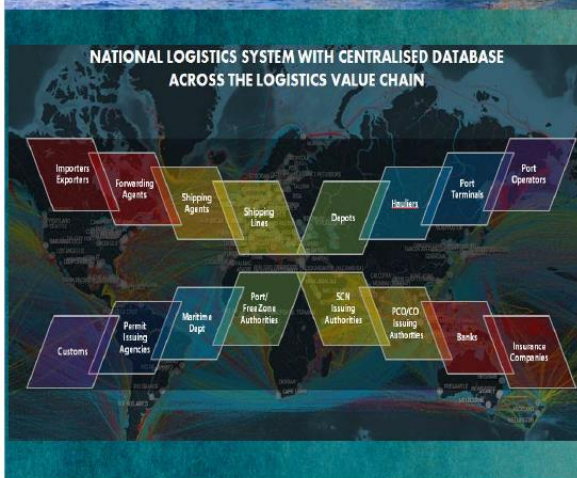 NATIONAL LOGISTICS SYSTEM WITH CENTRALISED DATABASE
ACROSS THE LOGISTICS VALUE CHAIN
Importers
Exporters
Forwarding
Agents
Shipping
Agents
Shipping
Lines
Depots
Hauliers
Port
Terminals
Port
Operators
Customs
Permit
Issuing
Agencies
Maritime
Dept
Port/
FreeZone
Authorities
SCN
Issuing
Authorities
PCO/CO
Issuing
Authorities
Banks
Insurance
Companies